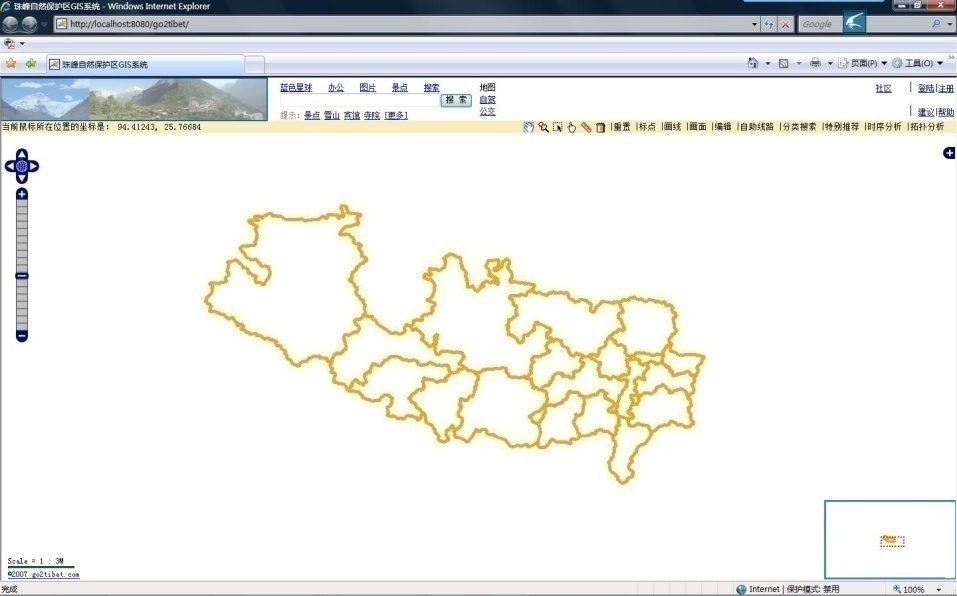 珠峰自然保护区GIS系统 - Windows Internet Explorer
http://localhost:8080/go2tibet/
Google
珠峰自然保护区GIS系统
页面(P) 工具(O)
蓝色星球 办公 图片 景点 搜索 地图
社区 登陆|注册
搜 索 自驾
提示: 景点 雪山 宾馆 寺院 [更多] 公交
建议|帮助
当前鼠标所在位置的坐标是: 94.41243, 25.76684
|重置 |标点 |画线 |画面 |编辑 |自助线路 |分类搜索 |特别推荐 |时序分析 |拓扑分析
Scale = 1 : 3M
©2007 go2tibet.com
完成
Internet | 保护模式: 禁用
100%